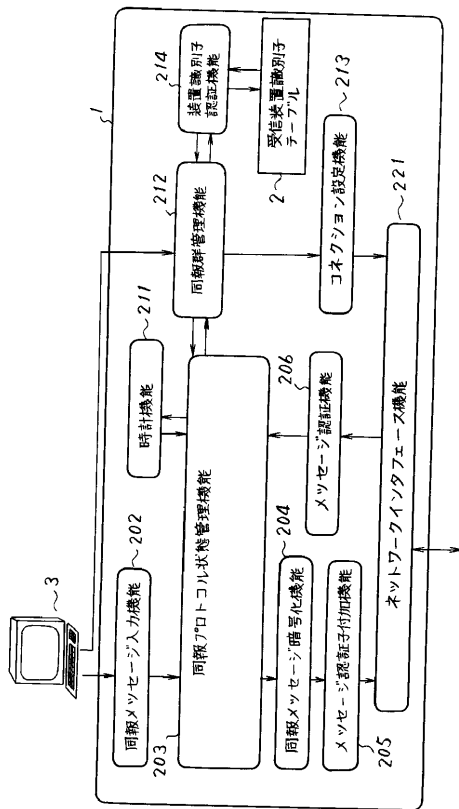 3
1
同報メッセージ入力機能
202
時計機能
211
同報群管理機能
212
装置識別子
認証機能
214
受信装置識別子
テーブル
2
同報プロトコル状態管理機能
203
同報メッセージ暗号化機能
204
メッセージ認証機能
206
コネクション設定機能
213
メッセージ認証子付加機能
205
ネットワークインタフェース機能
221